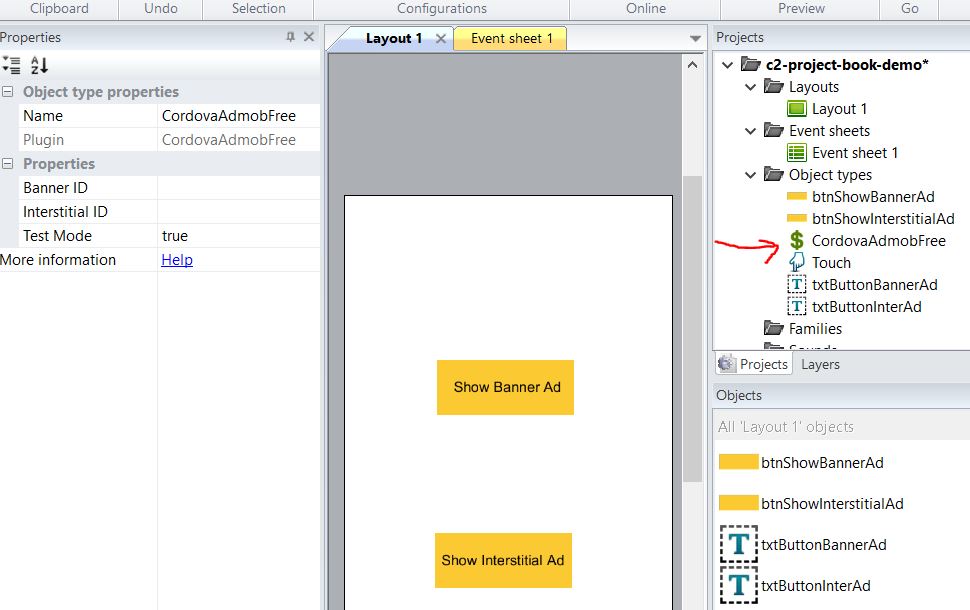 Clipboard
Undo
Selection
Configurations
Online
Preview
Go
Properties
Object type properties
Name CordovaAdmobFree
Plugin CordovaAdmobFree
Properties
Banner ID
Interstitial ID
Test Mode true
More information Help
Layout 1
Event sheet 1
Show Banner Ad
Show Interstitial Ad
Projects
c2-project-book-demo*
Layouts
Layout 1
Event sheets
Event sheet 1
Object types
btnShowBannerAd
btnShowInterstitialAd
CordovaAdmobFree
Touch
txtButtonBannerAd
txtButtonInterAd
Families
Projects
Layers
Objects
All 'Layout 1' objects
btnShowBannerAd
btnShowInterstitialAd
T txtButtonBannerAd
T txtButtonInterAd